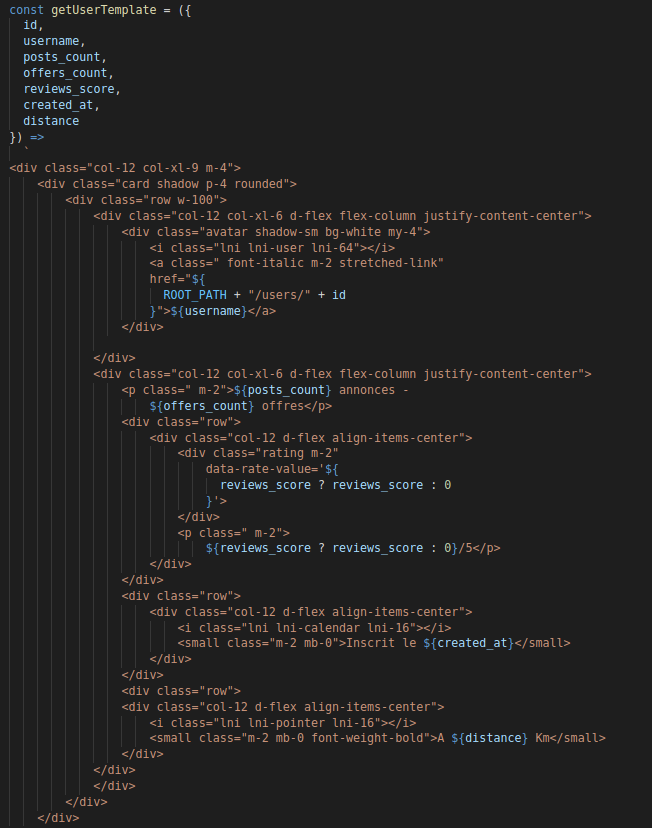 const getUserTemplate = ({
  id,
  username,
  posts_count,
  offers_count,
  reviews_score,
  created_at,
  distance
}) =>
  `
<div class="col-12 col-xl-9 m-4">
    <div class="card shadow p-4 rounded">
        <div class="row w-100">
            <div class="col-12 col-xl-6 d-flex flex-column justify-content-center">
                <div class="avatar shadow-sm bg-white my-4">
                    <i class="lni lni-user lni-64"></i>
                    <a class=" font-italic m-2 stretched-link"
                    href="${
                      ROOT_PATH + "/users/" + id
                    }">${username}</a>
                </div>

            </div>
            <div class="col-12 col-xl-6 d-flex flex-column justify-content-center">
                <p class=" m-2">${posts_count} annonces -
                    ${offers_count} offres</p>
                <div class="row">
                    <div class="col-12 d-flex align-items-center">
                        <div class="rating m-2"
                            data-rate-value='${
                              reviews_score ? reviews_score : 0
                            }'>
                        </div>
                        <p class=" m-2">
                            ${reviews_score ? reviews_score : 0}/5</p>
                    </div>
                </div>
                <div class="row">
                    <div class="col-12 d-flex align-items-center">
                        <i class="lni lni-calendar lni-16"></i>
                        <small class="m-2 mb-0">Inscrit le ${created_at}</small>
                    </div>
                </div>
                <div class="row">
                <div class="col-12 d-flex align-items-center">
                    <i class="lni lni-pointer lni-16"></i>
                    <small class="m-2 mb-0 font-weight-bold">A ${distance} Km</small>
                </div>
            </div>
            </div>
        </div>
    </div>